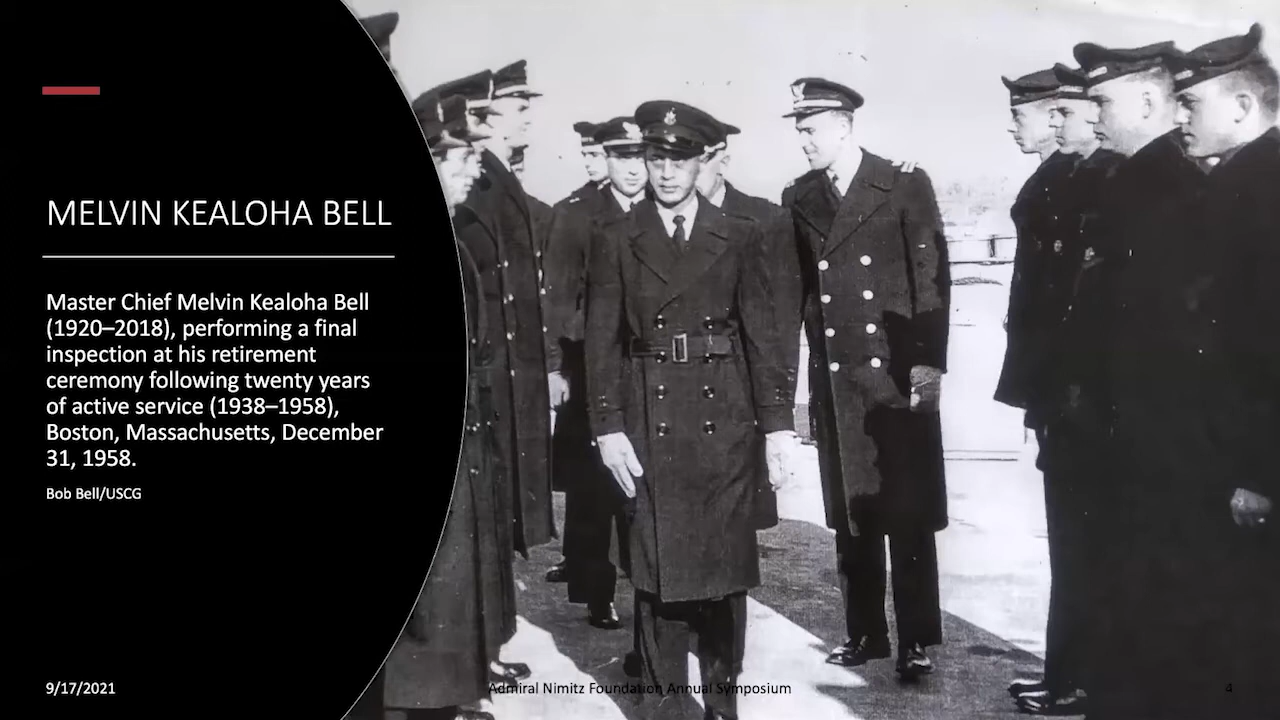 MELVIN KEALOHA BELL
Master Chief Melvin Kealoha Bell
(1920–2018), performing a final
inspection at his retirement
ceremony following twenty years
of active service (1938–1958),
Boston, Massachusetts, December
31, 1958.
Bob Bell/USCG
9/17/2021
Admiral Nimitz Foundation Annual Symposium
4